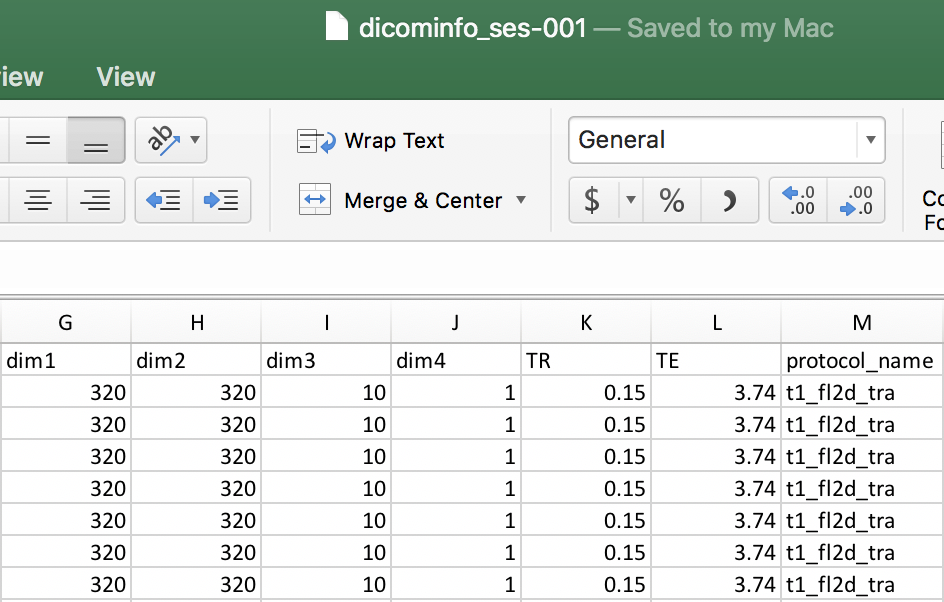 dicominfo_ses-001 — Saved to my Mac
iew View
ab Wrap Text General
Merge & Center $ % .0 .00 .00 .0
Co
Fo
G H I J K L M
dim1 dim2 dim3 dim4 TR TE protocol_name
320 320 10 1 0.15 3.74 t1_fl2d_tra
320 320 10 1 0.15 3.74 t1_fl2d_tra
320 320 10 1 0.15 3.74 t1_fl2d_tra
320 320 10 1 0.15 3.74 t1_fl2d_tra
320 320 10 1 0.15 3.74 t1_fl2d_tra
320 320 10 1 0.15 3.74 t1_fl2d_tra
320 320 10 1 0.15 3.74 t1_fl2d_tra